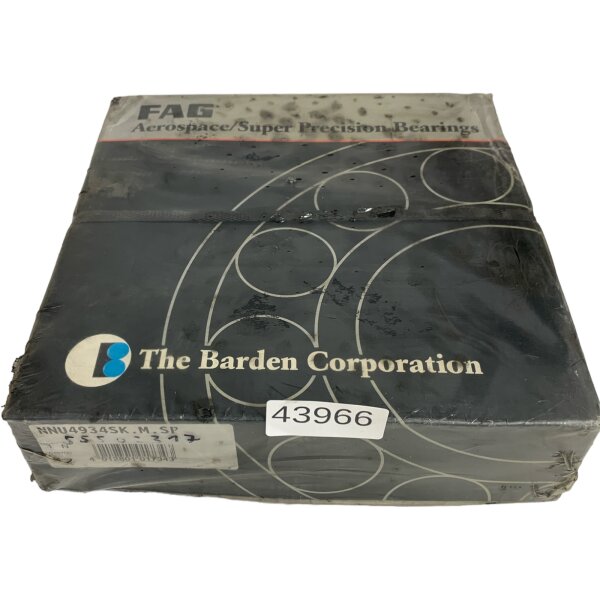 FAG
Aerospace/Super Precision Bearings
The Barden Corporation
43966
NNU4934SK.M.SP